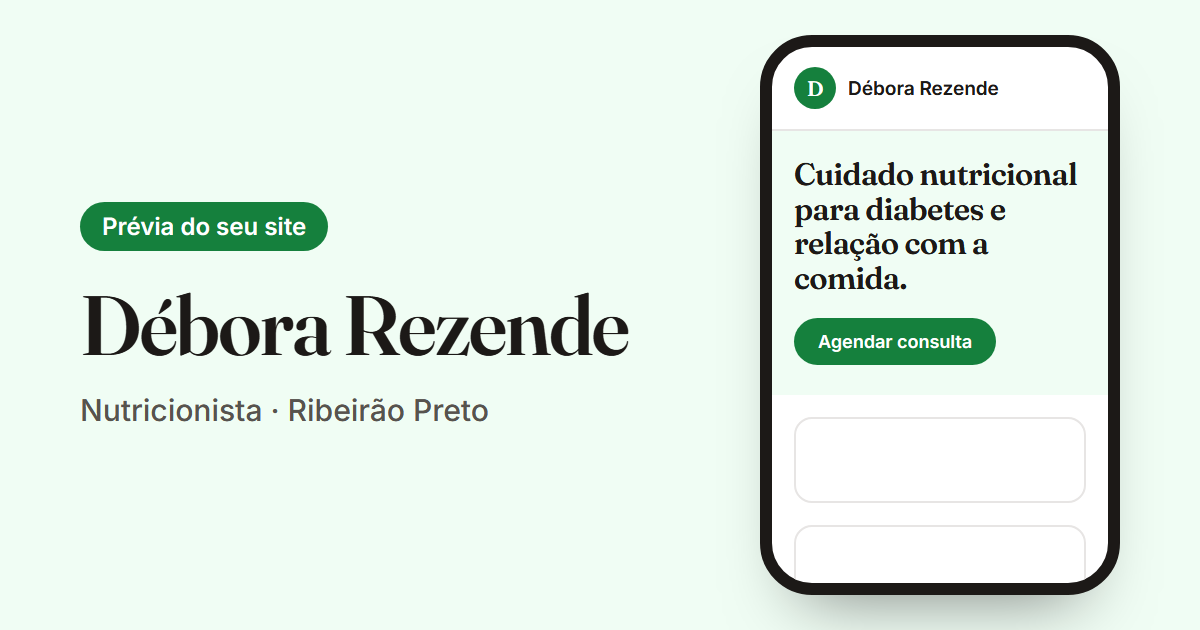 Prévia do seu site
Débora Rezende
Nutricionista · Ribeirão Preto
D
Débora Rezende
Cuidado nutricional
para diabetes e
relação com a
comida.
Agendar consulta